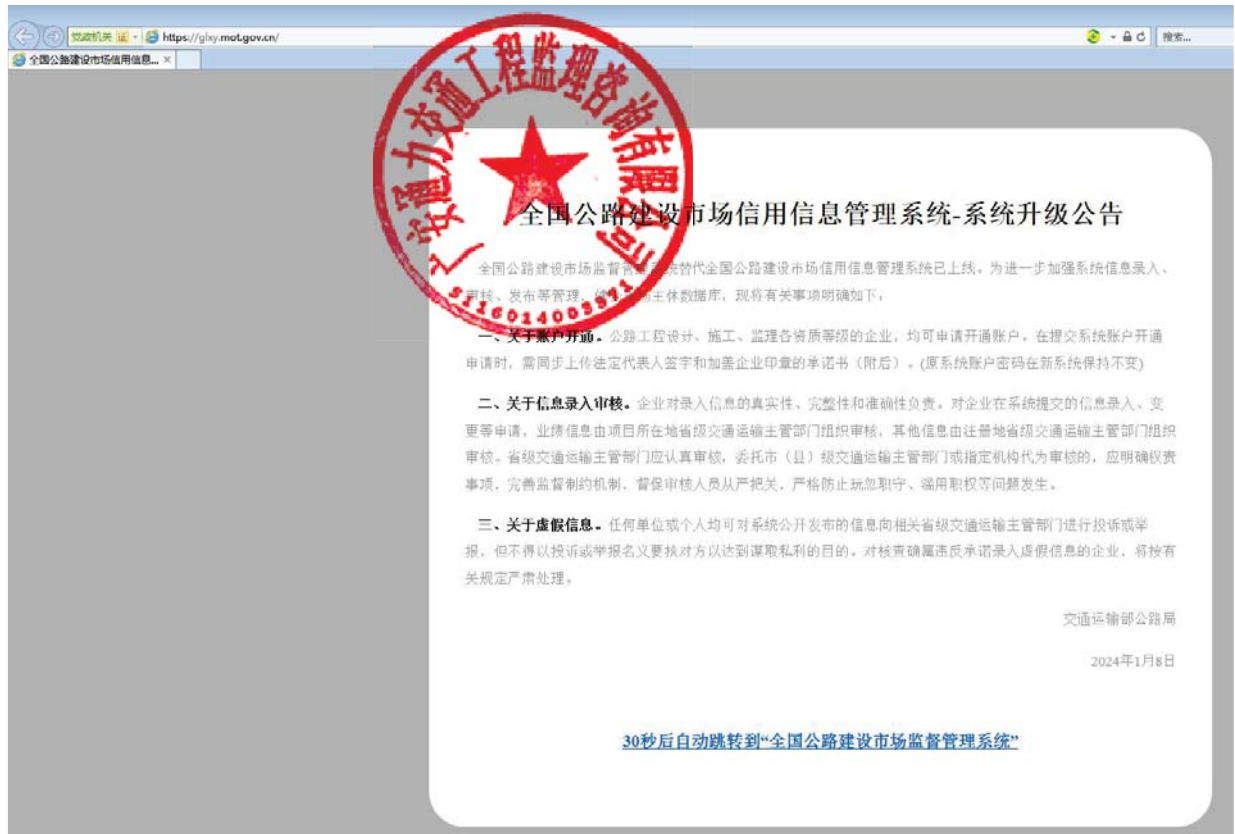 党政机关 证 https://glxy.mot.gov.cn/ 搜索...
全国公路建设市场信用信息... ×
广安通力交通工程监理咨询有限公司
全国公路建设市场信用信息管理系统-系统升级公告
全国公路建设市场监督管理系统替代全国公路建设市场信用信息管理系统已上线。为进一步加强系统信息录入、
审核、发布等管理, 主体数据库,现将有关事项明确如下:
一、关于账户开通。公路工程设计、施工、监理各资质等级的企业,均可申请开通账户。在提交系统账户开通
申请时,需同步上传法定代表人签字和加盖企业印章的承诺书(附后)。(原系统账户密码在新系统保持不变)
二、关于信息录入审核。企业对录入信息的真实性、完整性和准确性负责。对企业在系统提交的信息录入、变
更等申请,业绩信息由项目所在地省级交通运输主管部门组织审核,其他信息由注册地省级交通运输主管部门组织
审核。省级交通运输主管部门应认真审核,委托市(县)级交通运输主管部门或指定机构代为审核的,应明确权责
事项,完善监督制约机制,督促审核人员从严把关,严格防止玩忽职守、滥用职权等问题发生。
三、关于虚假信息。任何单位或个人均可对系统公开发布的信息向相关省级交通运输主管部门进行投诉或举
报,但不得以投诉或举报名义要挟对方以达到谋取私利的目的。对核查确属违反承诺录入虚假信息的企业,将按有
关规定严肃处理。
交通运输部公路局
2024年1月8日
30秒后自动跳转到“全国公路建设市场监督管理系统”